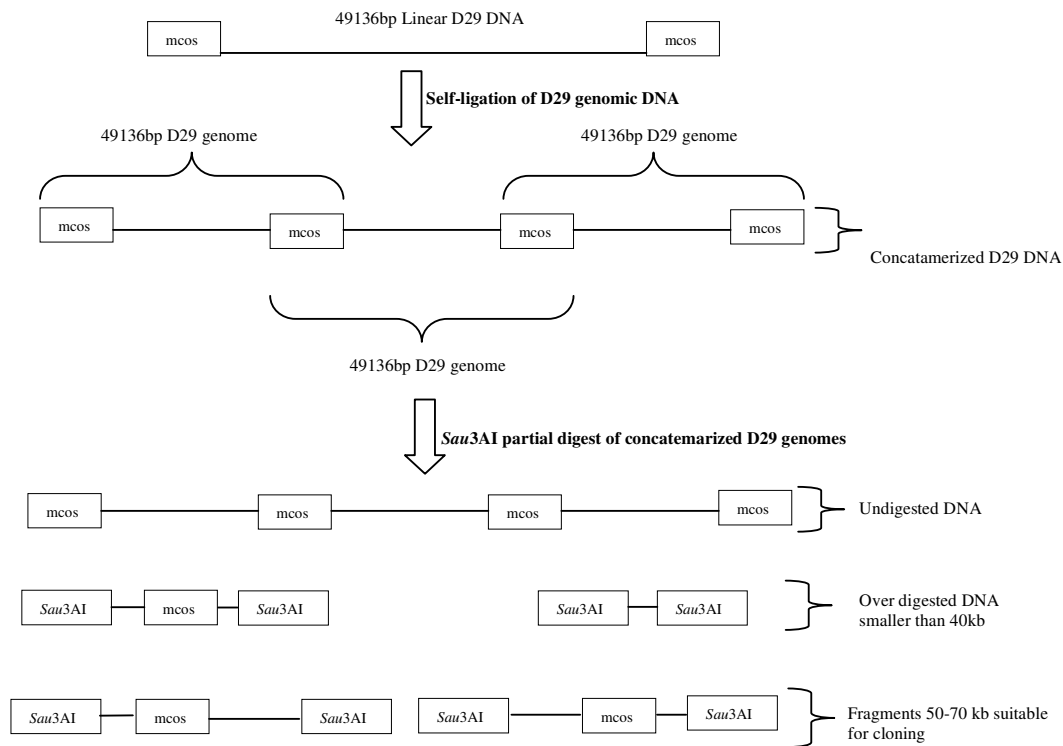 49136bp Linear D29 DNA
mcos mcos
Self-ligation of D29 genomic DNA
49136bp D29 genome 49136bp D29 genome
mcos mcos mcos mcos
Concatamerized D29 DNA
49136bp D29 genome
Sau3AI partial digest of concatemarized D29 genomes
mcos mcos mcos mcos
Undigested DNA
Sau3AI mcos Sau3AI Sau3AI Sau3AI
Over digested DNA
smaller than 40kb
Sau3AI mcos Sau3AI Sau3AI mcos Sau3AI
Fragments 50-70 kb suitable
for cloning